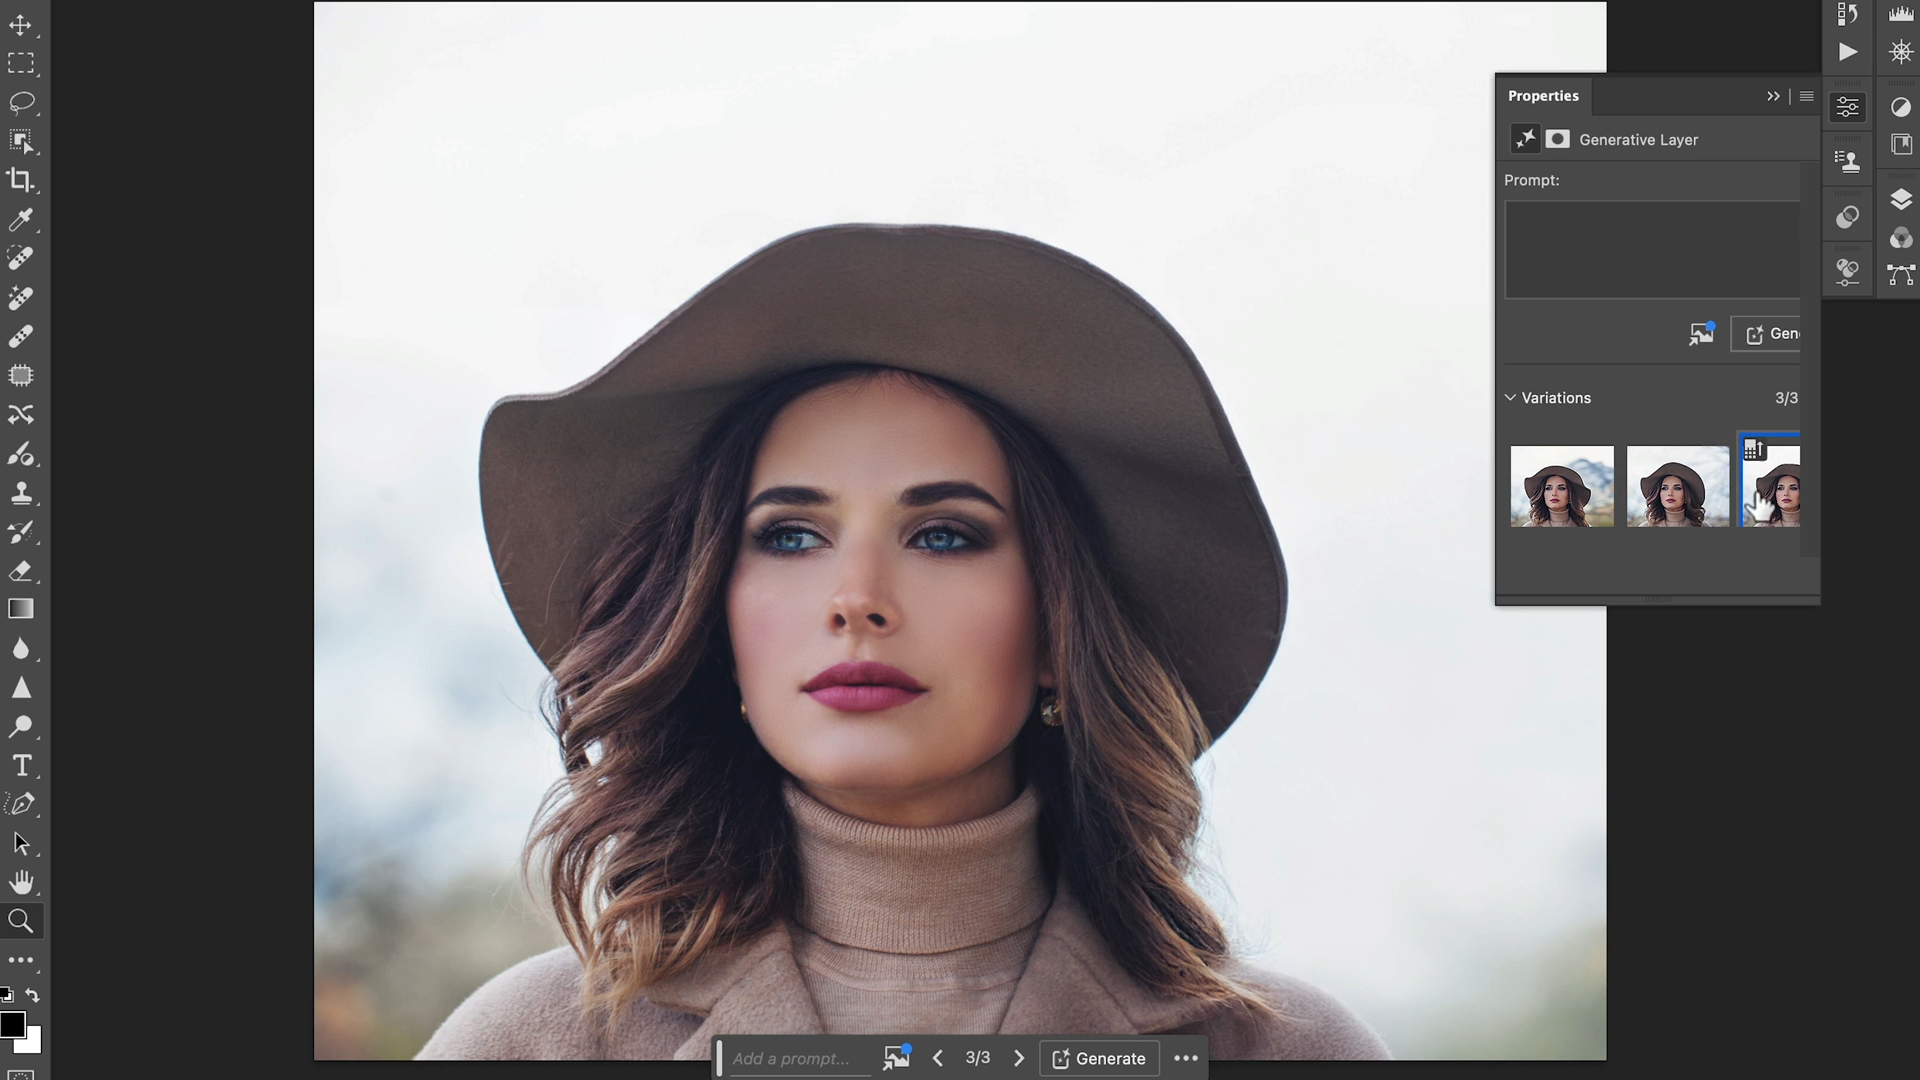 Properties
Generative Layer
Prompt:
Gen
Variations 3/3
Add a prompt... 3/3 Generate